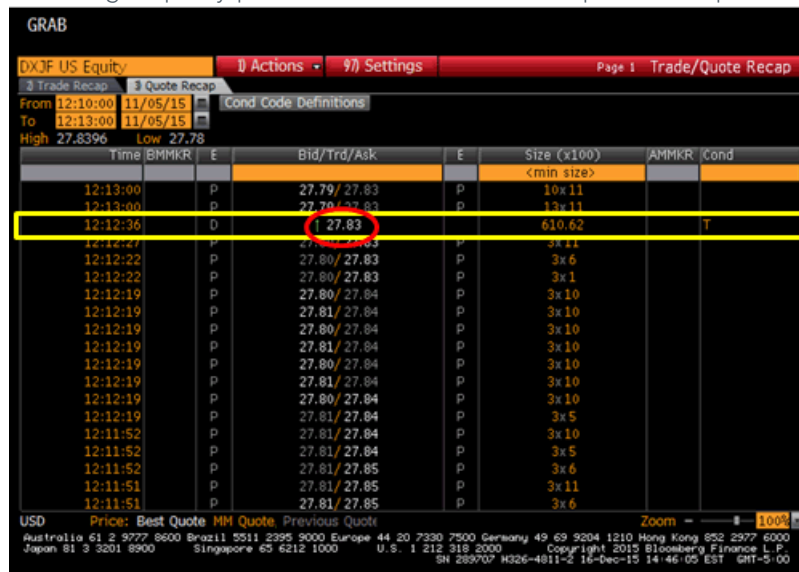 GRAB
DXJF US Equity 1) Actions 97) Settings Page 1 Trade/Quote Recap
3 Trade Recap 3 Quote Recap
From 12:10:00 11/05/15 Cond Code Definitions
To 12:13:00 11/05/15
High 27.8396 Low 27.78
Time BMMKR E Bid/Trd/Ask E Size (x100) AMMKR Cond
<min size>
12:13:00 P 27.79/27.83 P 10x11
12:13:00 P 27.79/27.83 P 13x11
12:12:36 D ↑ 27.83 610.62 T
12:12:27 P 27.83 P 3x11
12:12:22 P 27.80/27.83 P 3x6
12:12:22 P 27.80/27.83 P 3x1
12:12:19 P 27.80/27.84 P 3x10
12:12:19 P 27.81/27.84 P 3x10
12:12:19 P 27.80/27.84 P 3x10
12:12:19 P 27.81/27.84 P 3x10
12:12:19 P 27.80/27.84 P 3x10
12:12:19 P 27.81/27.84 P 3x10
12:12:19 P 27.80/27.84 P 3x10
12:12:19 P 27.81/27.84 P 3x5
12:11:52 P 27.81/27.84 P 3x10
12:11:52 P 27.81/27.84 P 3x5
12:11:52 P 27.81/27.85 P 3x6
12:11:51 P 27.81/27.85 P 3x11
12:11:51 P 27.81/27.85 P 3x6
USD Price: Best Quote MM Quote, Previous Quote Zoom - 100%
Australia 61 2 9777 8600 Brazil 5511 2395 9000 Europe 44 20 7330 7500 Germany 49 69 9204 1210 Hong Kong 852 2977 6000
Japan 81 3 3201 8900 Singapore 65 6212 1000 U.S. 1 212 318 2000 Copyright 2015 Bloomberg Finance L.P.
SN 289707 H326-4811-2 16-Dec-15 14:46:05 EST GMT-5:00